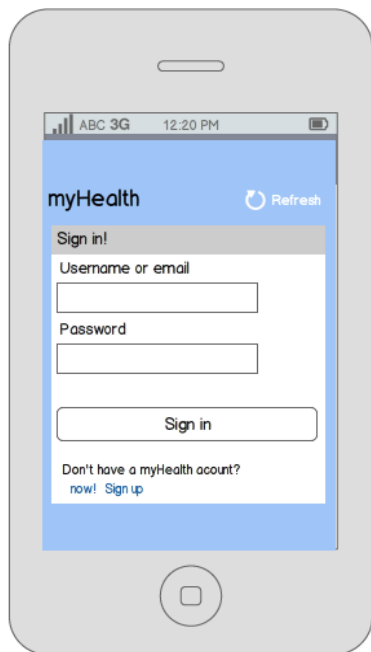 ABC 3G 12:20 PM
myHealth Refresh
Sign in!
Username or email
Password
Sign in
Don't have a myHealth acount?
now! Sign up